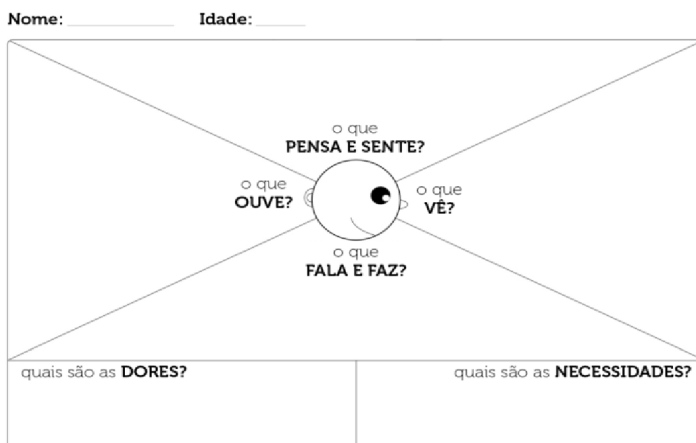 Nome: Idade:
o que
PENSA E SENTE?
o que
OUVE?
o que
VÊ?
o que
FALA E FAZ?
quais são as DORES?
quais são as NECESSIDADES?